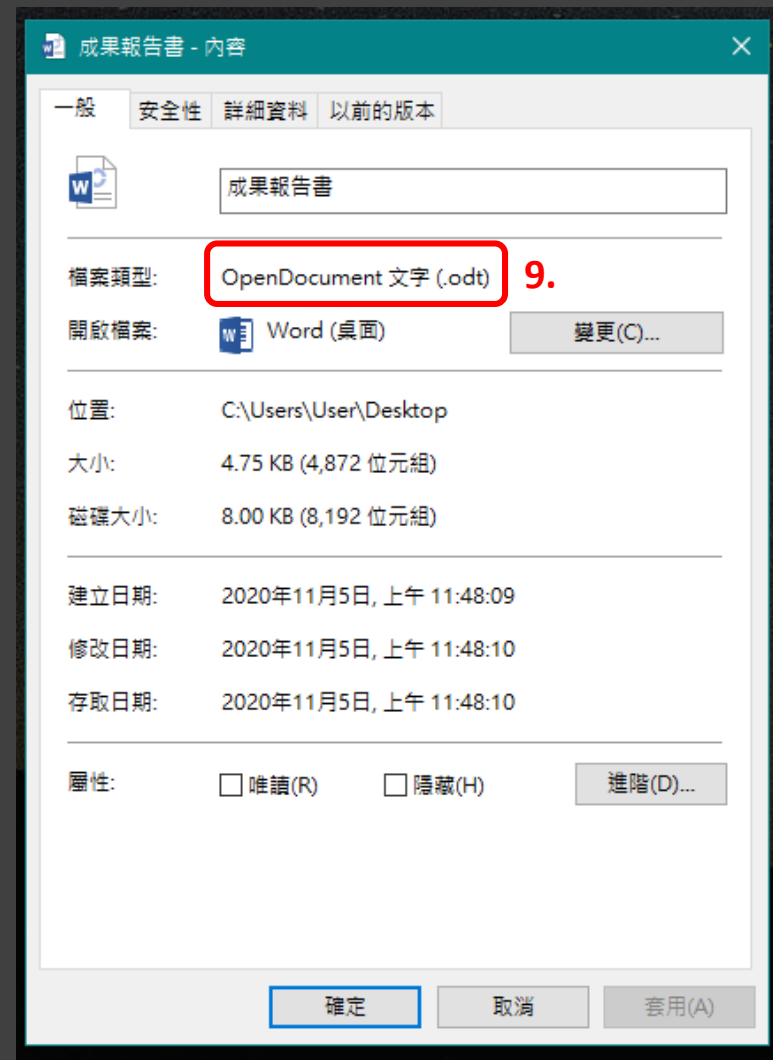 成果報告書 - 內容
一般 安全性 詳細資料 以前的版本
成果報告書
檔案類型: OpenDocument 文字 (.odt) 9.
開啟檔案: Word (桌面) 變更(C)...
位置: C:\Users\User\Desktop
大小: 4.75 KB (4,872 位元組)
磁碟大小: 8.00 KB (8,192 位元組)
建立日期: 2020年11月5日, 上午 11:48:09
修改日期: 2020年11月5日, 上午 11:48:10
存取日期: 2020年11月5日, 上午 11:48:10
屬性: 唯讀(R) 隱藏(H) 進階(D)...
確定 取消 套用(A)